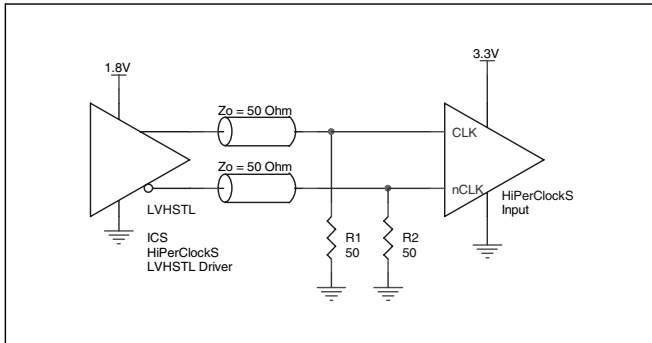 1.8V
3.3V
Zo = 50 Ohm
CLK
Zo = 50 Ohm
nCLK
HiPerClockS
Input
LVHSTL
ICS
HiPerClockS
LVHSTL Driver
R1
50
R2
50